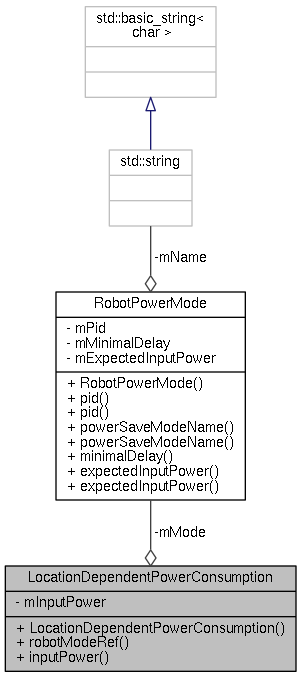 std::basic_string<
char >
std::string
-mName
RobotPowerMode
- mPid
- mMinimalDelay
- mExpectedInputPower
+ RobotPowerMode()
+ pid()
+ pid()
+ powerSaveModeName()
+ powerSaveModeName()
+ minimalDelay()
+ expectedInputPower()
+ expectedInputPower()
-mMode
LocationDependentPowerConsumption
- mInputPower
+ LocationDependentPowerConsumption()
+ robotModeRef()
+ inputPower()